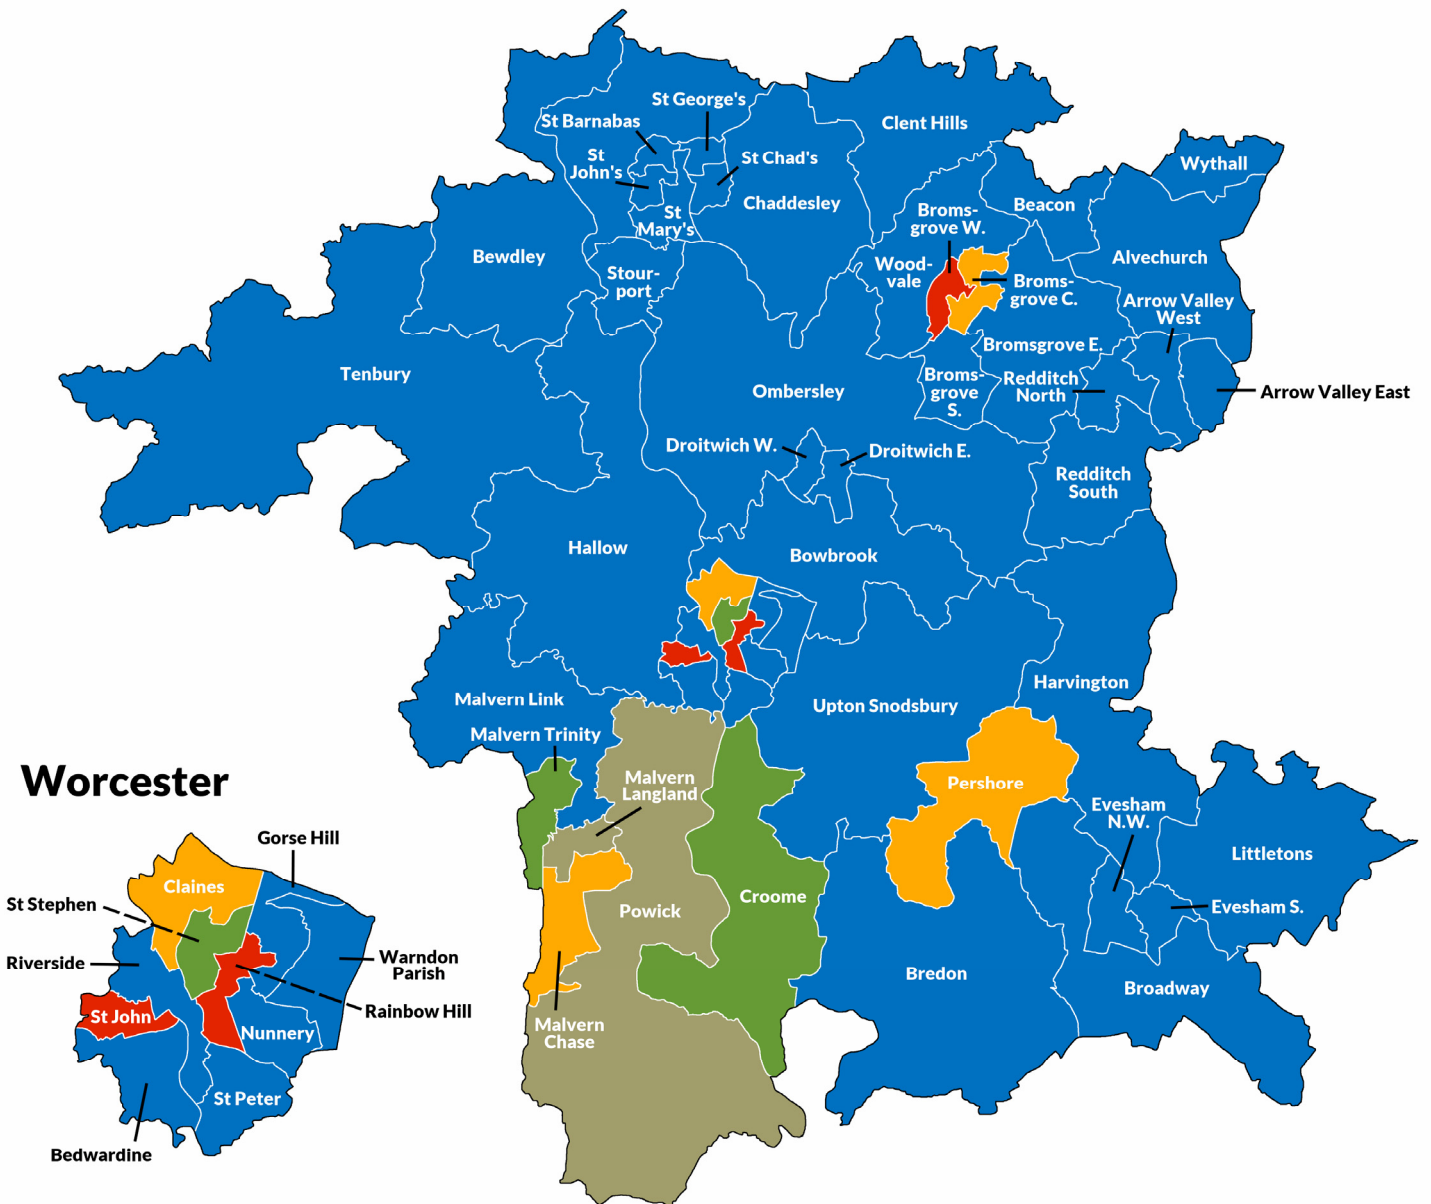 St George's
St Barnabas
Clent Hills
St
John's
St Chad's
Wythall
Chaddesley
Beacon
Broms-
grove W.
St
Mary's
Bewdley
Alvechurch
Wood-
vale
Stour-
port
Broms-
grove C.
Arrow Valley
West
Bromsgrove E.
Tenbury
Ombersley
Broms-
grove
S.
Redditch
North
Arrow Valley East
Droitwich W.
Droitwich E.
Redditch
South
Hallow
Bowbrook
Harvington
Malvern Link
Upton Snodsbury
Malvern Trinity
Worcester
Malvern
Langland
Pershore
Evesham
N.W.
Gorse Hill
Littletons
Claines
Croome
St Stephen
Powick
Evesham S.
Riverside
Warndon
Parish
Bredon
Broadway
Rainbow Hill
St John
Nunnery
Malvern
Chase
St Peter
Bedwardine